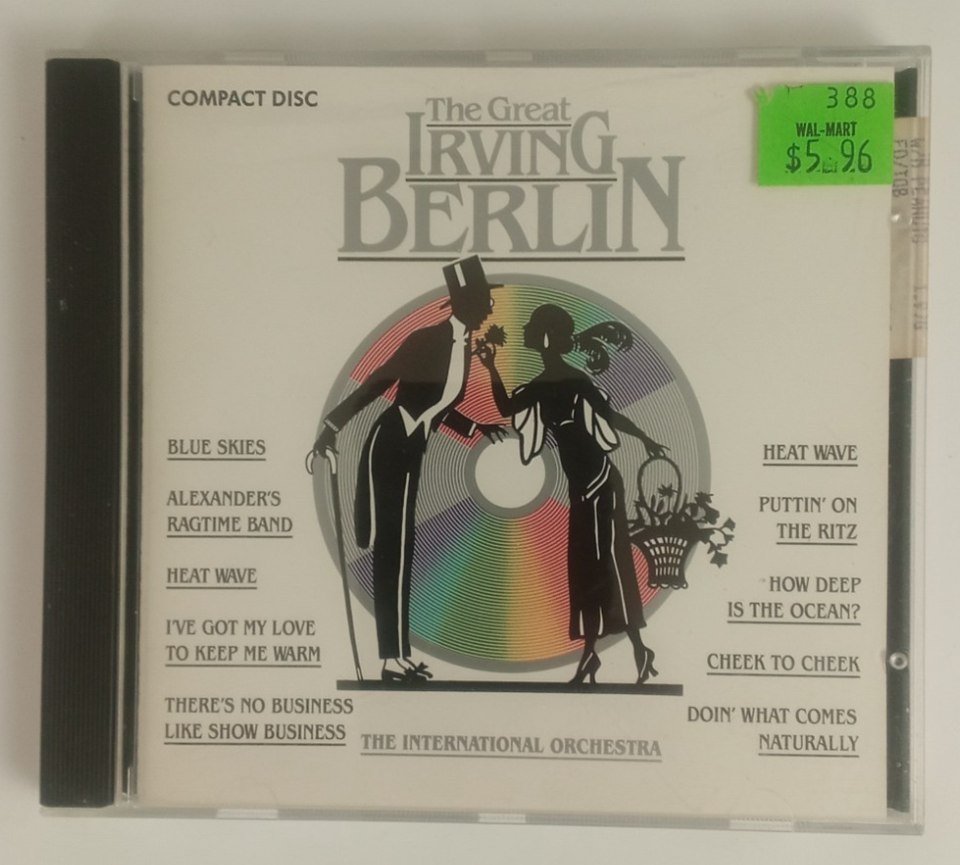 COMPACT DISC
The Great
IRVING
BERLIN
388
WAL-MART
$5.96
BLUE SKIES
ALEXANDER'S
RAGTIME BAND
HEAT WAVE
I'VE GOT MY LOVE
TO KEEP ME WARM
THERE'S NO BUSINESS
LIKE SHOW BUSINESS
THE INTERNATIONAL ORCHESTRA
HEAT WAVE
PUTTIN' ON
THE RITZ
HOW DEEP
IS THE OCEAN?
CHEEK TO CHEEK
DOIN' WHAT COMES
NATURALLY